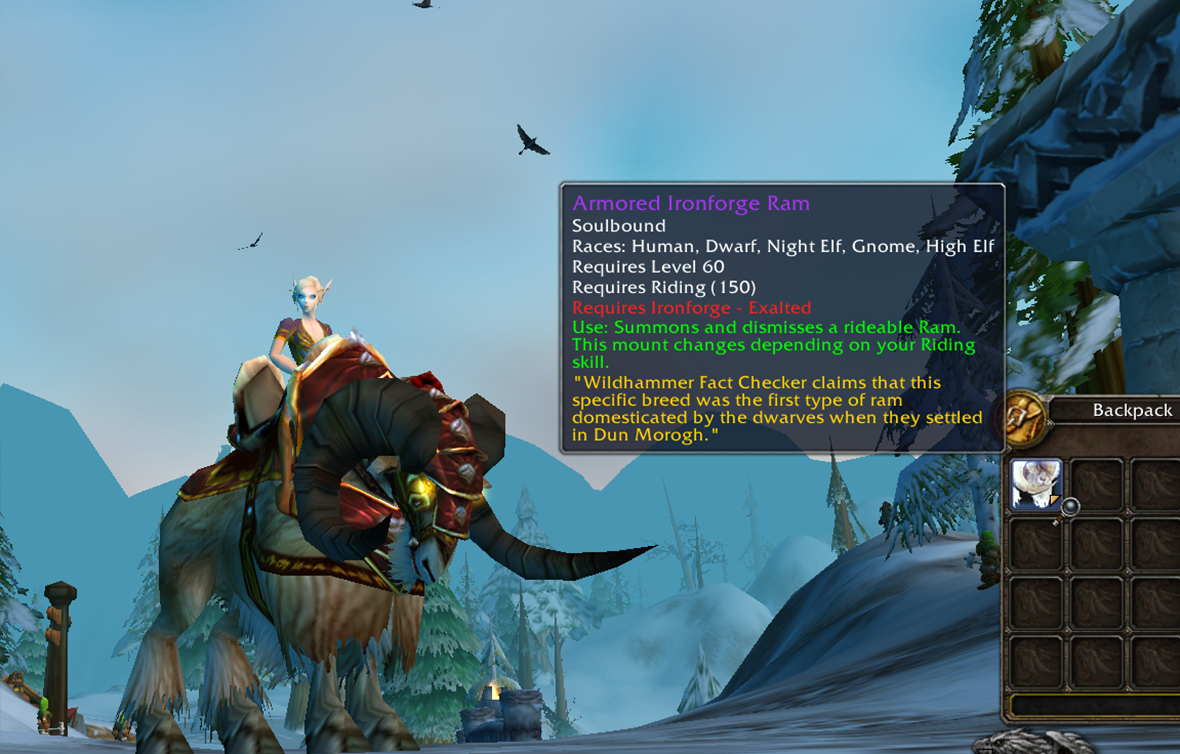 Armored Ironforge Ram
Soulbound
Races: Human, Dwarf, Night Elf, Gnome, High Elf
Requires Level 60
Requires Riding (150)
Requires Ironforge - Exalted
Use: Summons and dismisses a rideable Ram.
This mount changes depending on your Riding
skill.
"Wildhammer Fact Checker claims that this
specific breed was the first type of ram
domesticated by the dwarves when they settled
in Dun Morogh."
Backpack